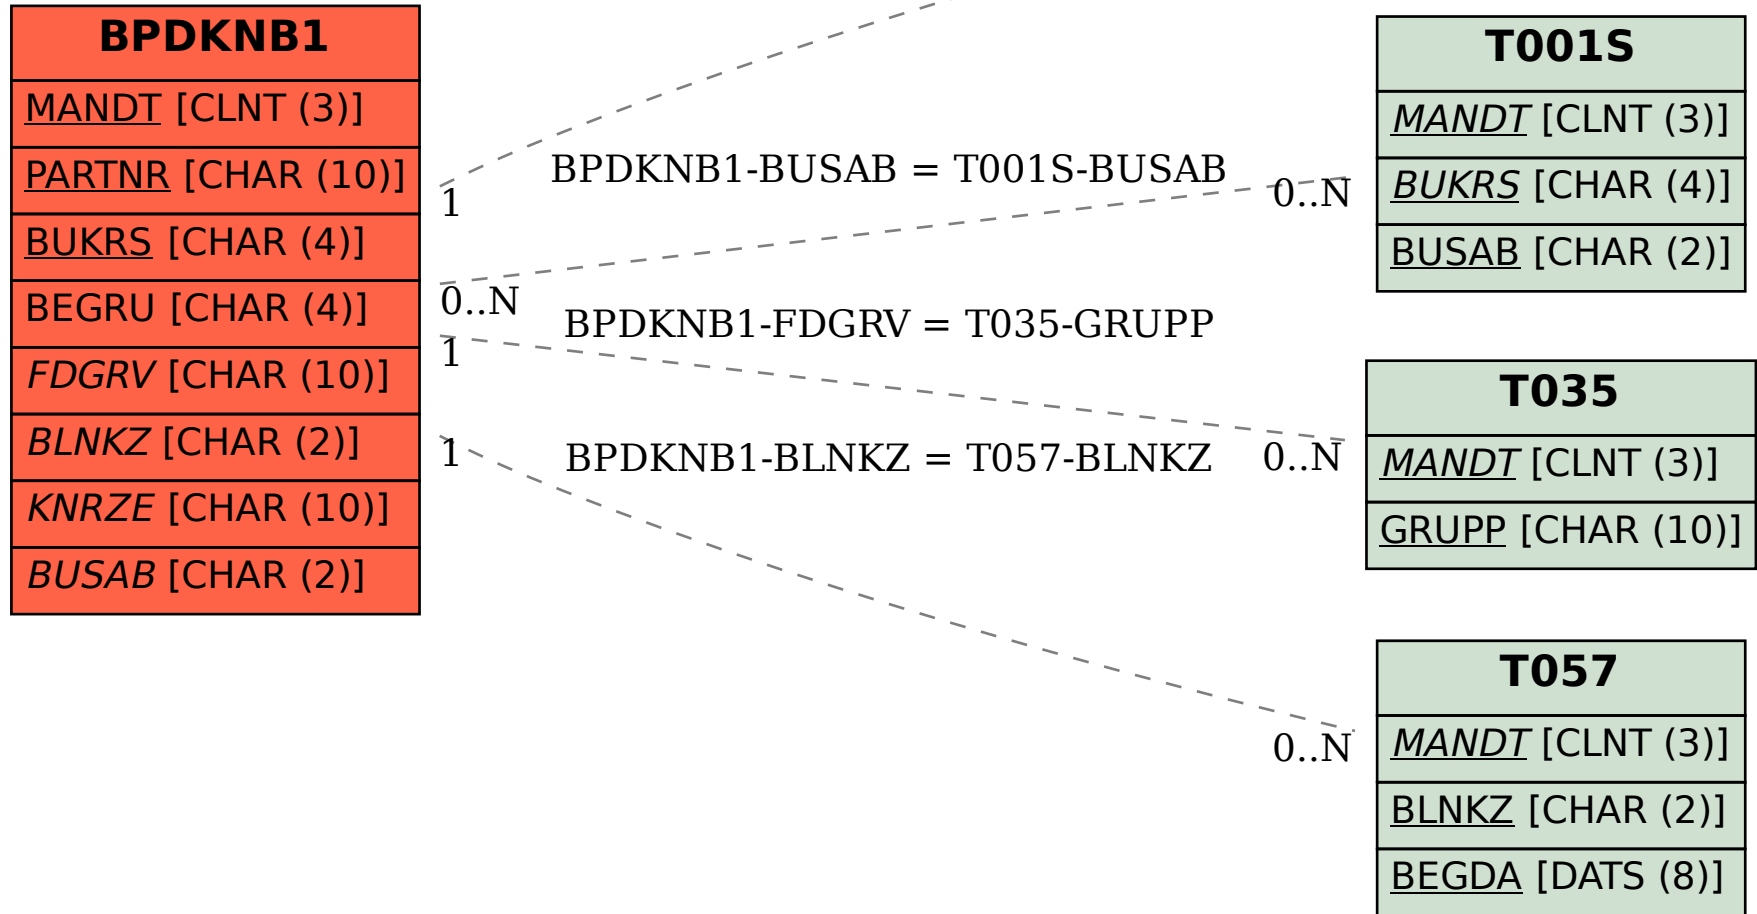 BPDKNB1
MANDT [CLNT (3)]
PARTNR [CHAR (10)]
BUKRS [CHAR (4)]
BEGRU [CHAR (4)]
FDGRV [CHAR (10)]
BLNKZ [CHAR (2)]
KNRZE [CHAR (10)]
BUSAB [CHAR (2)]
1
BPDKNB1-BUSAB = T001S-BUSAB
0..N
0..N
BPDKNB1-FDGRV = T035-GRUPP
1
0..N
BPDKNB1-BLNKZ = T057-BLNKZ
1
0..N
T001S
MANDT [CLNT (3)]
BUKRS [CHAR (4)]
BUSAB [CHAR (2)]
T035
MANDT [CLNT (3)]
GRUPP [CHAR (10)]
T057
MANDT [CLNT (3)]
BLNKZ [CHAR (2)]
BEGDA [DATS (8)]